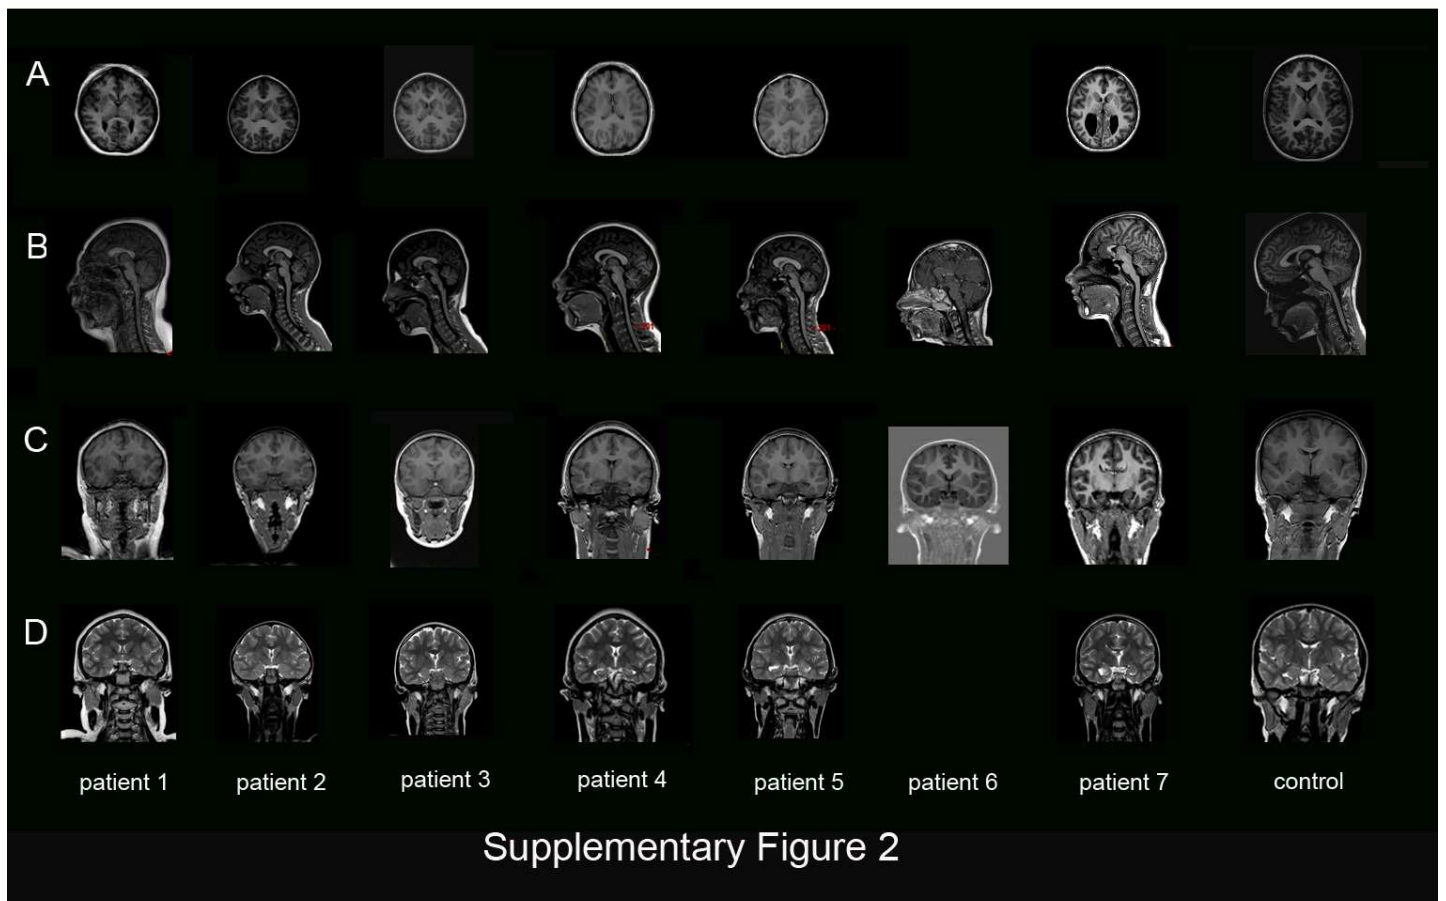 A
B
C
D
patient 1
patient 2
patient 3
patient 4
patient 5
patient 6
patient 7
control
Supplementary Figure 2